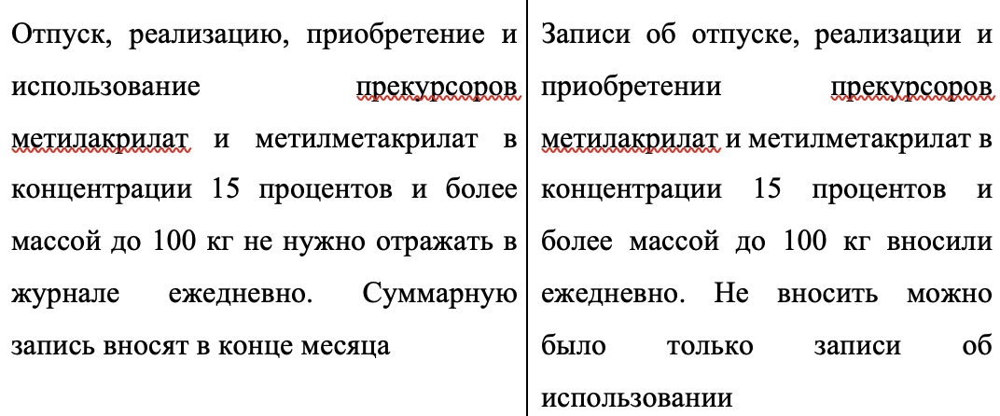 Отпуск, реализацию, приобретение и
использование прекурсоров
метилакрилат и метилметакрилат в
концентрации 15 процентов и более
массой до 100 кг не нужно отражать в
журнале ежедневно. Суммарную
запись вносят в конце месяца
Записи об отпуске, реализации и
приобретении прекурсоров
метилакрилат и метилметакрилат в
концентрации 15 процентов и
более массой до 100 кг вносили
ежедневно. Не вносить можно
было только записи об
использовании